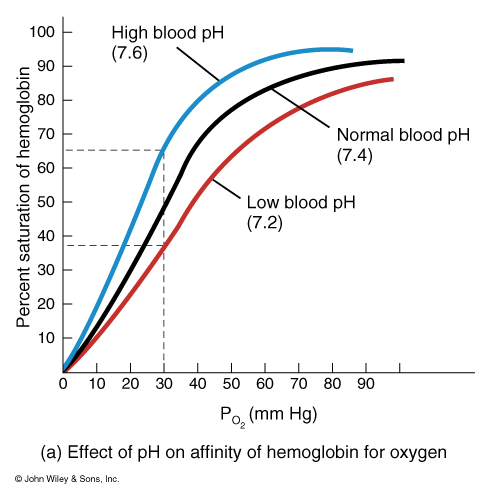 High blood pH
(7.6)
Normal blood pH
(7.4)
Low blood pH
(7.2)
Percent saturation of hemoglobin
100
90
80
70
60
50
40
30
20
10
0 10 20 30 40 50 60 70 80 90
PO2 (mm Hg)
(a) Effect of pH on affinity of hemoglobin for oxygen
© John Wiley & Sons, Inc.